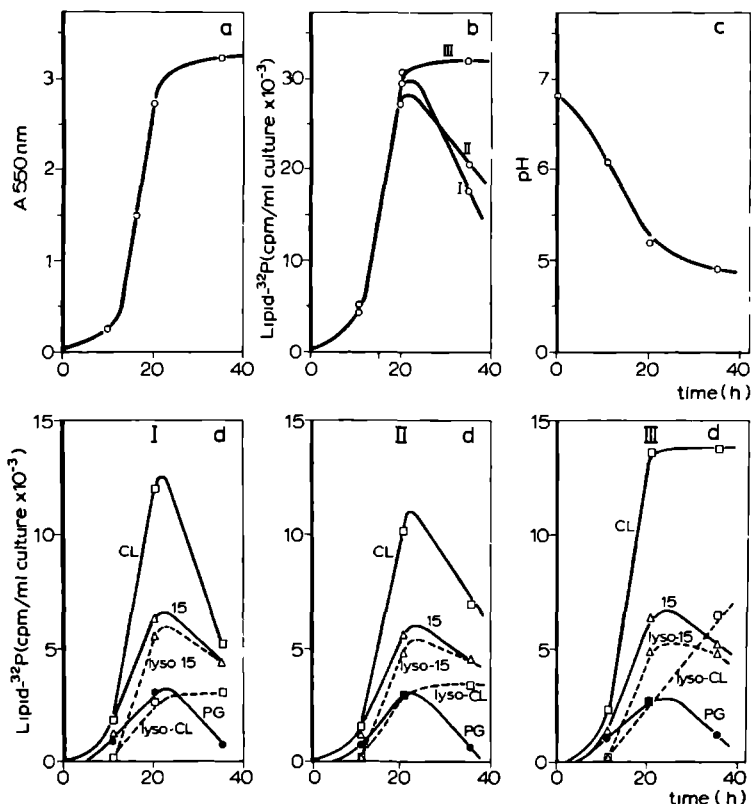 a
b
c
3
2
1
0
A 550nm
0
20
40
30
20
10
0
Lipid-³²P(cpm/ml culture x10⁻³)
III
II
I
0
20
40
7
6
5
4
pH
0
20
40
time(h)
I
d
II
d
III
d
15
10
5
0
Lipid-³²P(cpm/ml culture x10⁻³)
CL
15
lyso 15
lyso-CL
PG
0
20
40
15
10
5
0
CL
15
lyso-15
lyso-CL
PG
0
20
40
15
10
5
0
CL
15
lyso-15
lyso-CL
PG
0
20
40
time(h)